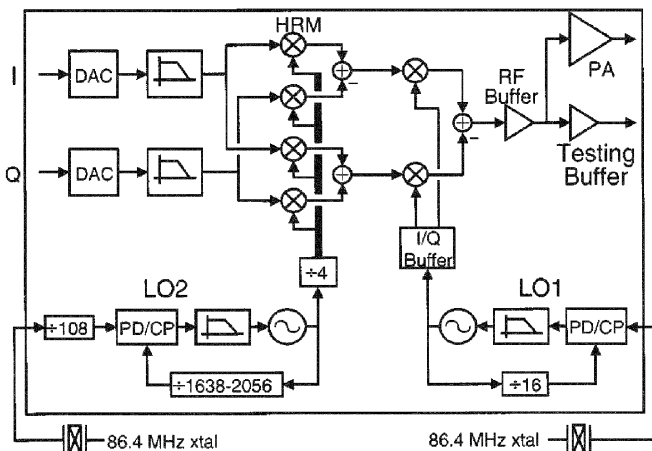 HRM
I
DAC
RF
Buffer
PA
Q
DAC
Testing
Buffer
I/Q
Buffer
÷4
LO2
LO1
÷108
PD/CP
PD/CP
÷1638-2056
÷16
86.4 MHz xtal
86.4 MHz xtal